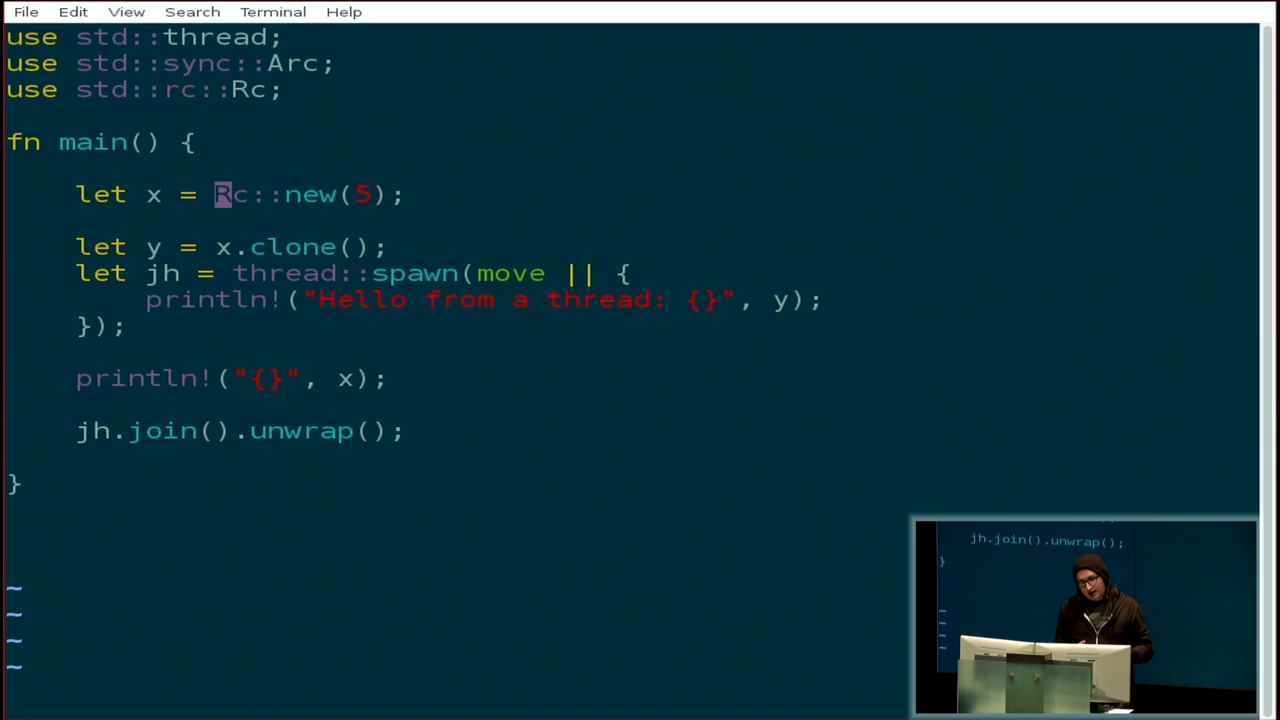 File Edit View Search Terminal Help
use std::thread;
use std::sync::Arc;
use std::rc::Rc;
fn main() {
let x = Rc::new(5);
let y = x.clone();
let jh = thread::spawn(move || {
println!("Hello from a thread: {}", y);
});
println!("{}", x);
jh.join().unwrap();
}
~
~
~
~
jh.join().unwrap();
}
~
~
~
~